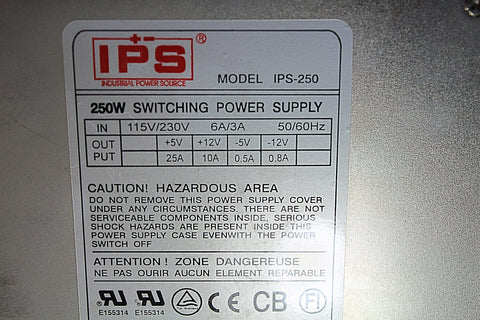 +-
IPS®
INDUSTRIAL POWER SOURCE
MODEL IPS-250
250W SWITCHING POWER SUPPLY
IN 115V/230V 6A/3A 50/60Hz
OUT PUT +5V +12V -5V -12V
25A 10A 0.5A 0.8A
CAUTION! HAZARDOUS AREA
DO NOT REMOVE THIS POWER SUPPLY COVER
UNDER ANY CIRCUMSTANCES, THERE ARE NOT
SERVICEABLE COMPONENTS INSIDE, SERIOUS
SHOCK HAZARDS ARE PRESENT INSIDE THIS
POWER SUPPLY CASE EVENWITH THE POWER
SWITCH OFF
ATTENTION! ZONE DANGEREUSE
NE PAS OURIR AUCUN ELEMENT REPARABLE
UR UR CE CB FI
E155314 E155314